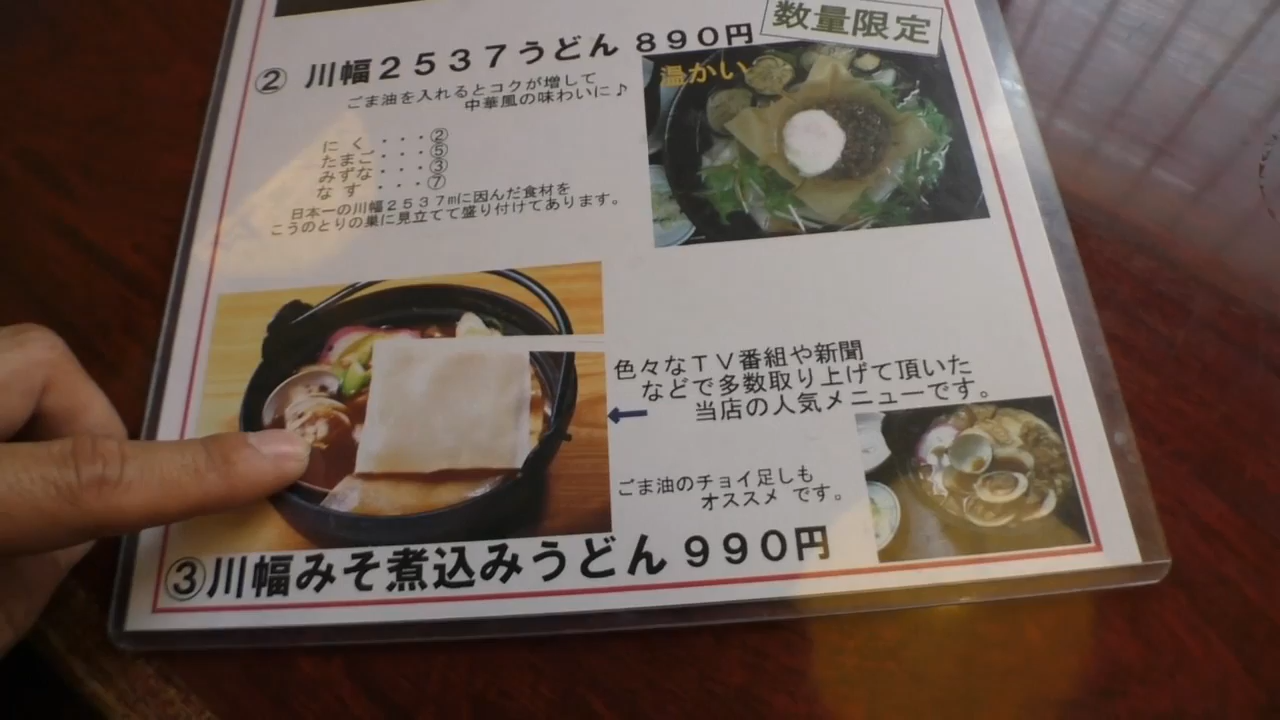 数量限定
② 川幅２５３７うどん ８９０円
ごま油を入れるとコクが増して
中華風の味わいに♪
温かい
にく・・・②
たまご・・・⑤
みずな・・・③
なす・・・⑦
日本一の川幅２５３７ｍに因んだ食材を
こうのとりの巣に見立てて盛り付けてあります。
色々なＴＶ番組や新聞
などで多数取り上げて頂いた
当店の人気メニューです。
ごま油のチョイ足しも
オススメ です。
③川幅みそ煮込みうどん９９０円